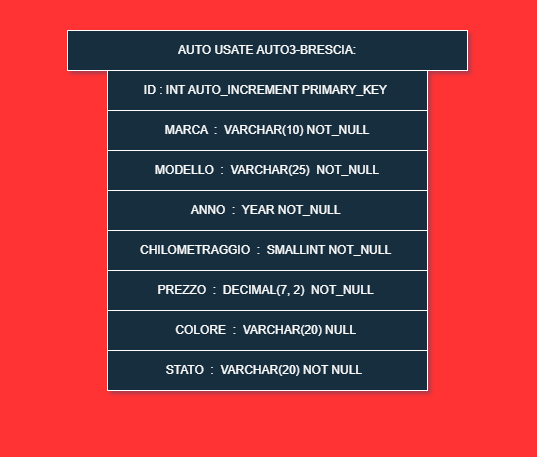 AUTO USATE AUTO3-BRESCIA:
ID : INT AUTO_INCREMENT PRIMARY_KEY
MARCA : VARCHAR(10) NOT_NULL
MODELLO : VARCHAR(25) NOT_NULL
ANNO : YEAR NOT_NULL
CHILOMETRAGGIO : SMALLINT NOT_NULL
PREZZO : DECIMAL(7, 2) NOT_NULL
COLORE : VARCHAR(20) NULL
STATO : VARCHAR(20) NOT NULL